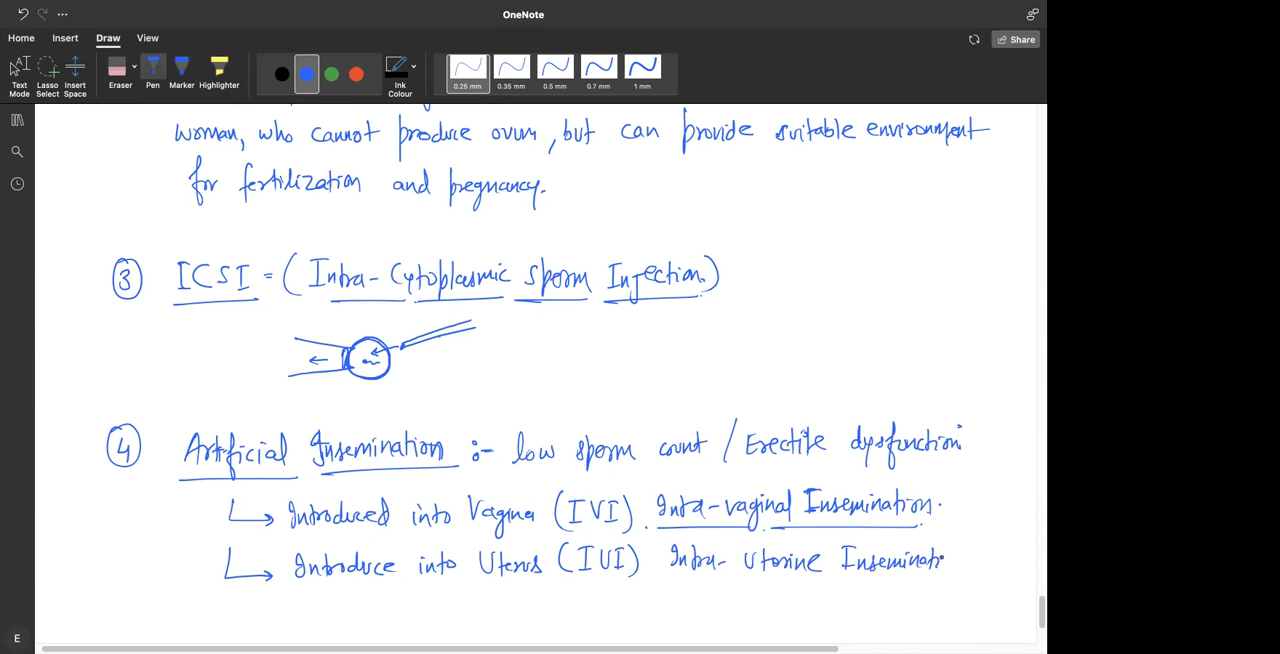 OneNote
Home Insert Draw View
Share
Text Mode
Lasso Select
Insert Space
Eraser
Pen
Marker
Highlighter
Ink Colour
0.25 mm
0.35 mm
0.5 mm
0.7 mm
1 mm
woman, who cannot produce ovum, but can provide suitable environment
for fertilization and pregnancy.
3 ICSI = (Intra-Cytoplasmic Sperm Injection.)
4 Artificial Insemination :- low sperm count / Erectile dysfunction
Introduced into Vagina (IVI). Intra-vaginal Insemination.
Introduce into Uterus (IUI) Intra-Uterine Inseminati
E